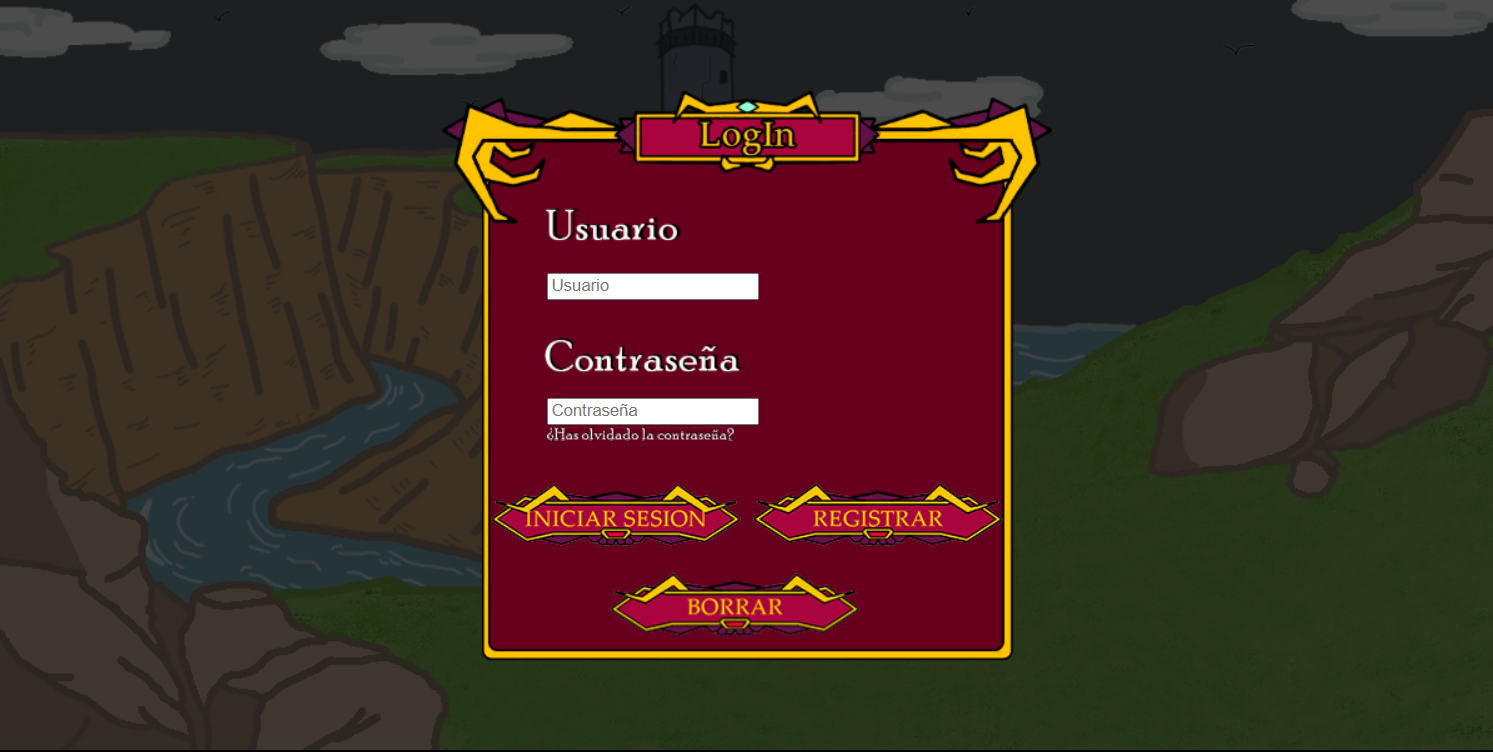 LogIn
Usuario
Usuario
Contraseña
Contraseña
¿Has olvidado la contraseña?
INICIAR SESION
REGISTRAR
BORRAR